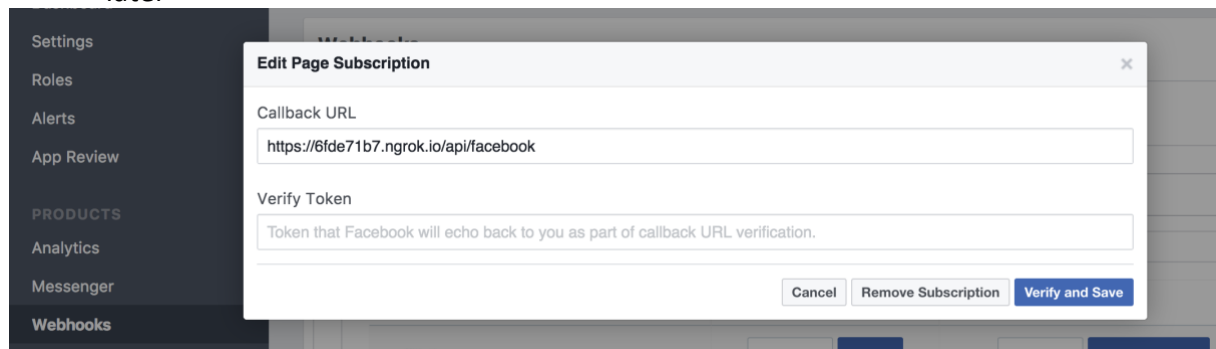 Settings
Roles
Alerts
App Review
PRODUCTS
Analytics
Messenger
Webhooks
Webhooks
Edit Page Subscription
Callback URL
https://6fde71b7.ngrok.io/api/facebook
Verify Token
Token that Facebook will echo back to you as part of callback URL verification.
Cancel Remove Subscription Verify and Save